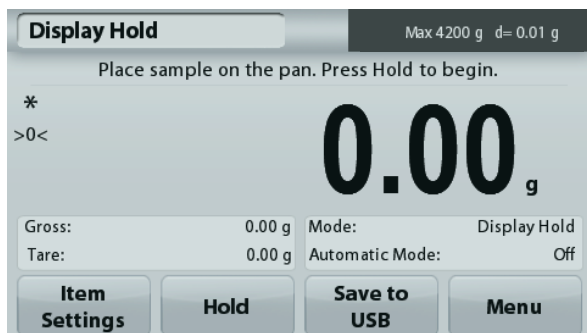 Display Hold
Max 4200 g d= 0.01 g
Place sample on the pan. Press Hold to begin.
*
>0<
0.00 g
Gross: 0.00 g
Tare: 0.00 g
Mode: Display Hold
Automatic Mode: Off
Item Settings
Hold
Save to USB
Menu